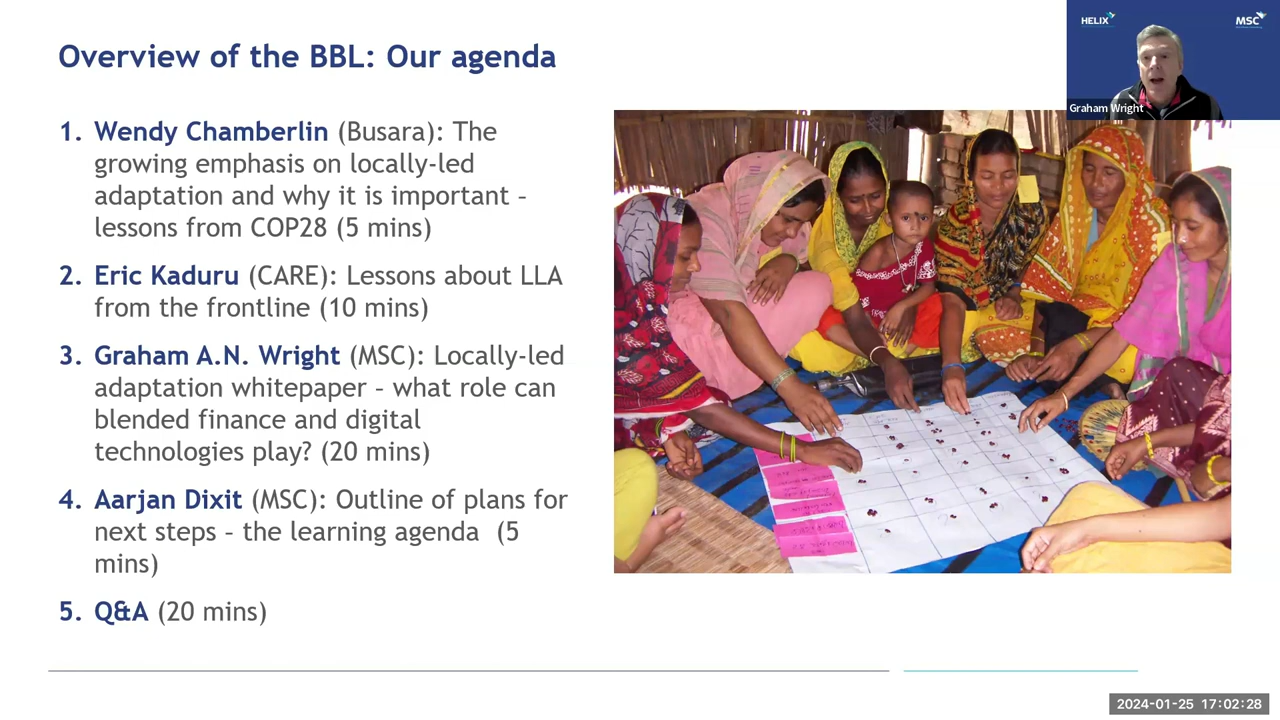 Overview of the BBL: Our agenda
HELIX
MSC
Graham Wright
1. Wendy Chamberlin (Busara): The
growing emphasis on locally-led
adaptation and why it is important –
lessons from COP28 (5 mins)
2. Eric Kaduru (CARE): Lessons about LLA
from the frontline (10 mins)
3. Graham A.N. Wright (MSC): Locally-led
adaptation whitepaper – what role can
blended finance and digital
technologies play? (20 mins)
4. Aarjan Dixit (MSC): Outline of plans for
next steps – the learning agenda (5
mins)
5. Q&A (20 mins)
2024-01-25 17:02:28